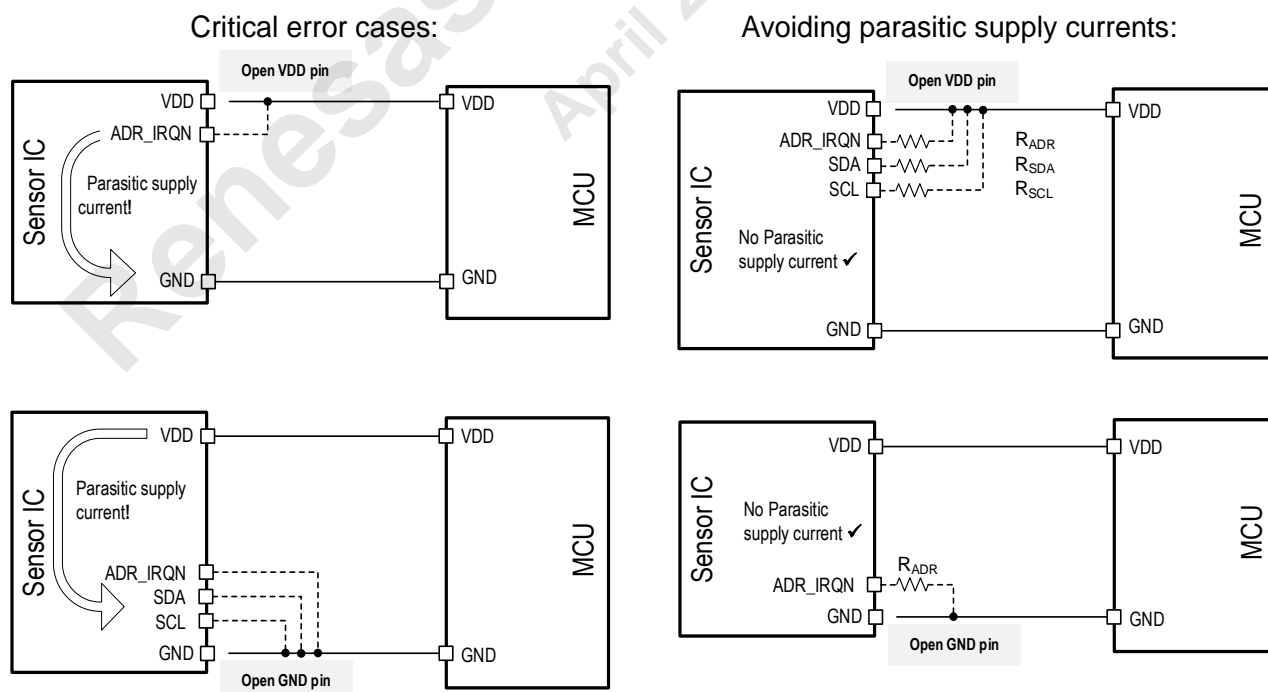 Critical error cases:
Open VDD pin
VDD
ADR_IRQN
Parasitic supply
current!
GND
Sensor IC
VDD
GND
MCU
Avoiding parasitic supply currents:
Open VDD pin
VDD
ADR_IRQN
SDA
SCL
RADR
RSDA
RSCL
No Parasitic
supply current ✓
GND
Sensor IC
VDD
GND
MCU
VDD
Parasitic supply
current!
ADR_IRQN
SDA
SCL
GND
Open GND pin
Sensor IC
VDD
GND
MCU
VDD
No Parasitic
supply current ✓
RADR
ADR_IRQN
GND
Open GND pin
Sensor IC
VDD
GND
MCU
Renesas
April